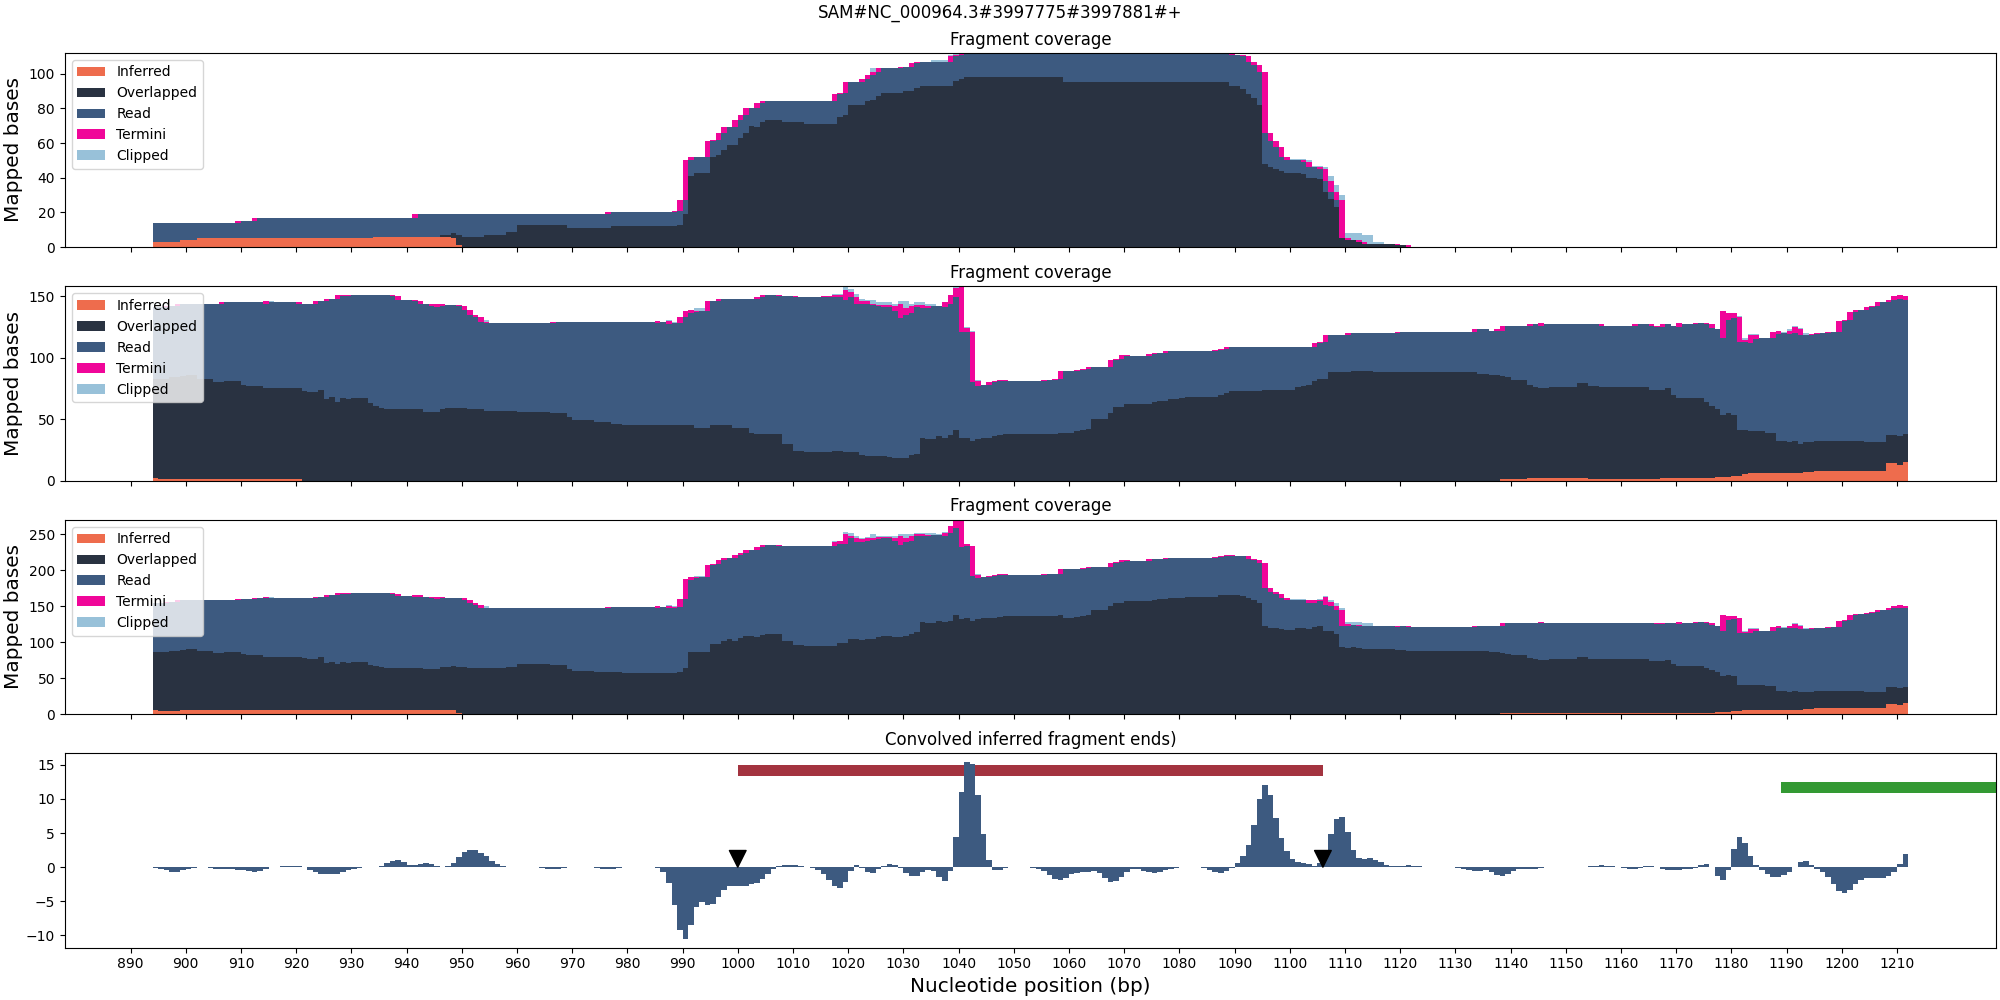 SAM#NC_000964.3#3997775#3997881#+
Fragment coverage
Mapped bases
100
80
60
40
20
0
Inferred
Overlapped
Read
Termini
Clipped
Fragment coverage
Mapped bases
150
100
50
0
Inferred
Overlapped
Read
Termini
Clipped
Fragment coverage
Mapped bases
250
200
150
100
50
0
Inferred
Overlapped
Read
Termini
Clipped
Convolved inferred fragment ends)
15
10
5
0
−5
−10
890 900 910 920 930 940 950 960 970 980 990 1000 1010 1020 1030 1040 1050 1060 1070 1080 1090 1100 1110 1120 1130 1140 1150 1160 1170 1180 1190 1200 1210
Nucleotide position (bp)